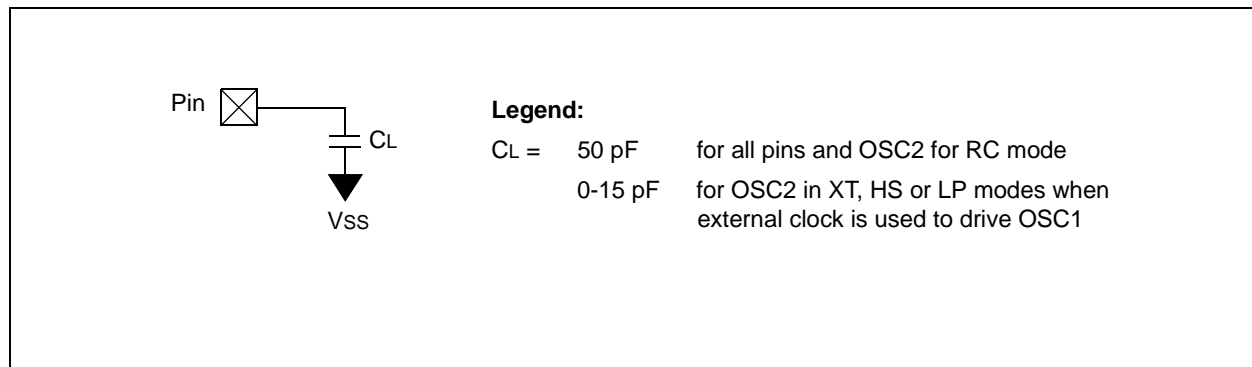 Pin
CL
VSS
Legend:
CL = 50 pF for all pins and OSC2 for RC mode
0-15 pF for OSC2 in XT, HS or LP modes when
external clock is used to drive OSC1